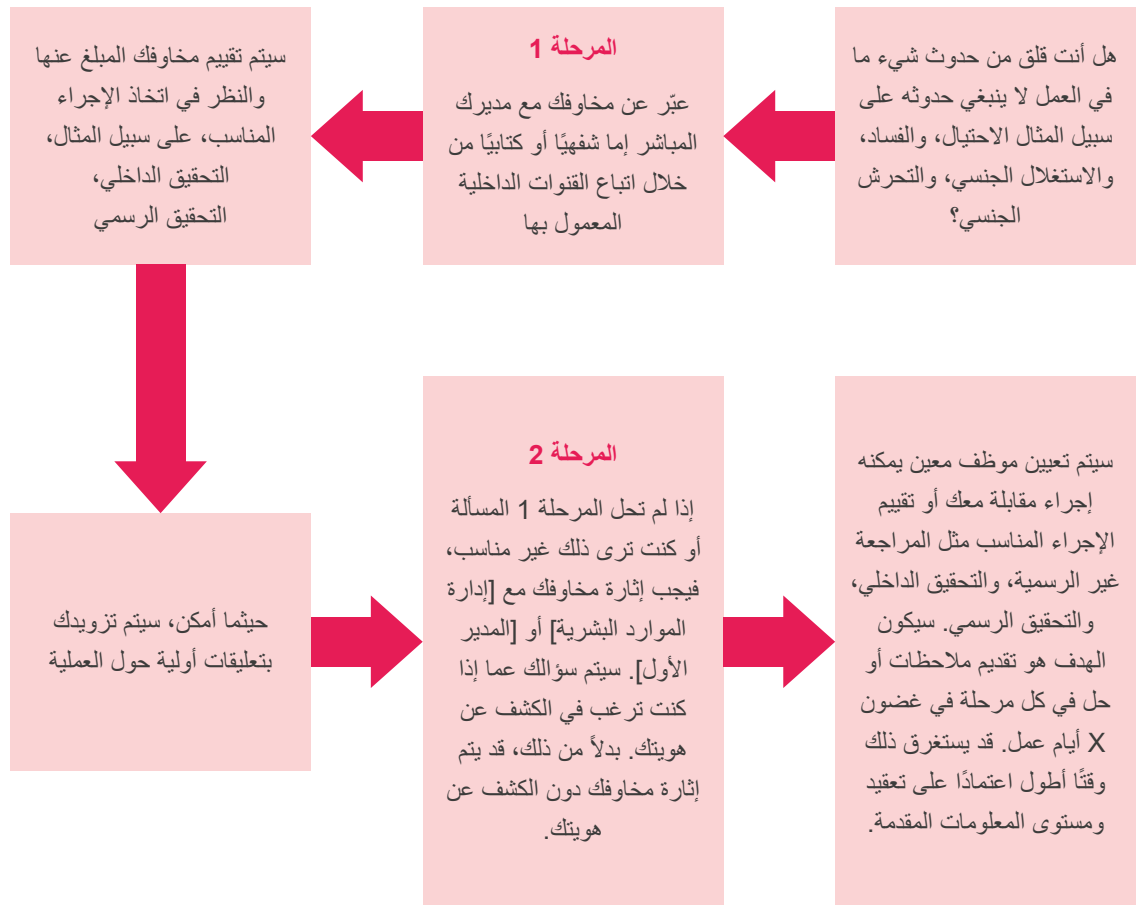 هل أنت قلق من حدوث شيء ما
في العمل لا ينبغي حدوثه على
سبيل المثال الاحتيال، والفساد،
والاستغلال الجنسي، والتحرش
الجنسي؟
المرحلة 1
عبّر عن مخاوفك مع مديرك
المباشر إما شفهيًا أو كتابيًا من
خلال اتباع القنوات الداخلية
المعمول بها
سيتم تقييم مخاوفك المبلغ عنها
والنظر في اتخاذ الإجراء
المناسب، على سبيل المثال،
التحقيق الداخلي،
التحقيق الرسمي
حيثما أمكن، سيتم تزويدك
بتعليقات أولية حول العملية
المرحلة 2
إذا لم تحل المرحلة 1 المسألة
أو كنت ترى ذلك غير مناسب،
فيجب إثارة مخاوفك مع [إدارة
الموارد البشرية] أو [المدير
الأول]. سيتم سؤالك عما إذا
كنت ترغب في الكشف عن
هويتك. بدلاً من ذلك، قد يتم
إثارة مخاوفك دون الكشف عن
هويتك.
سيتم تعيين موظف معين يمكنه
إجراء مقابلة معك أو تقييم
الإجراء المناسب مثل المراجعة
غير الرسمية، والتحقيق الداخلي،
والتحقيق الرسمي. سيكون
الهدف هو تقديم ملاحظات أو
حل في كل مرحلة في غضون
X أيام عمل. قد يستغرق ذلك
وقتًا أطول اعتمادًا على تعقيد
ومستوى المعلومات المقدمة.